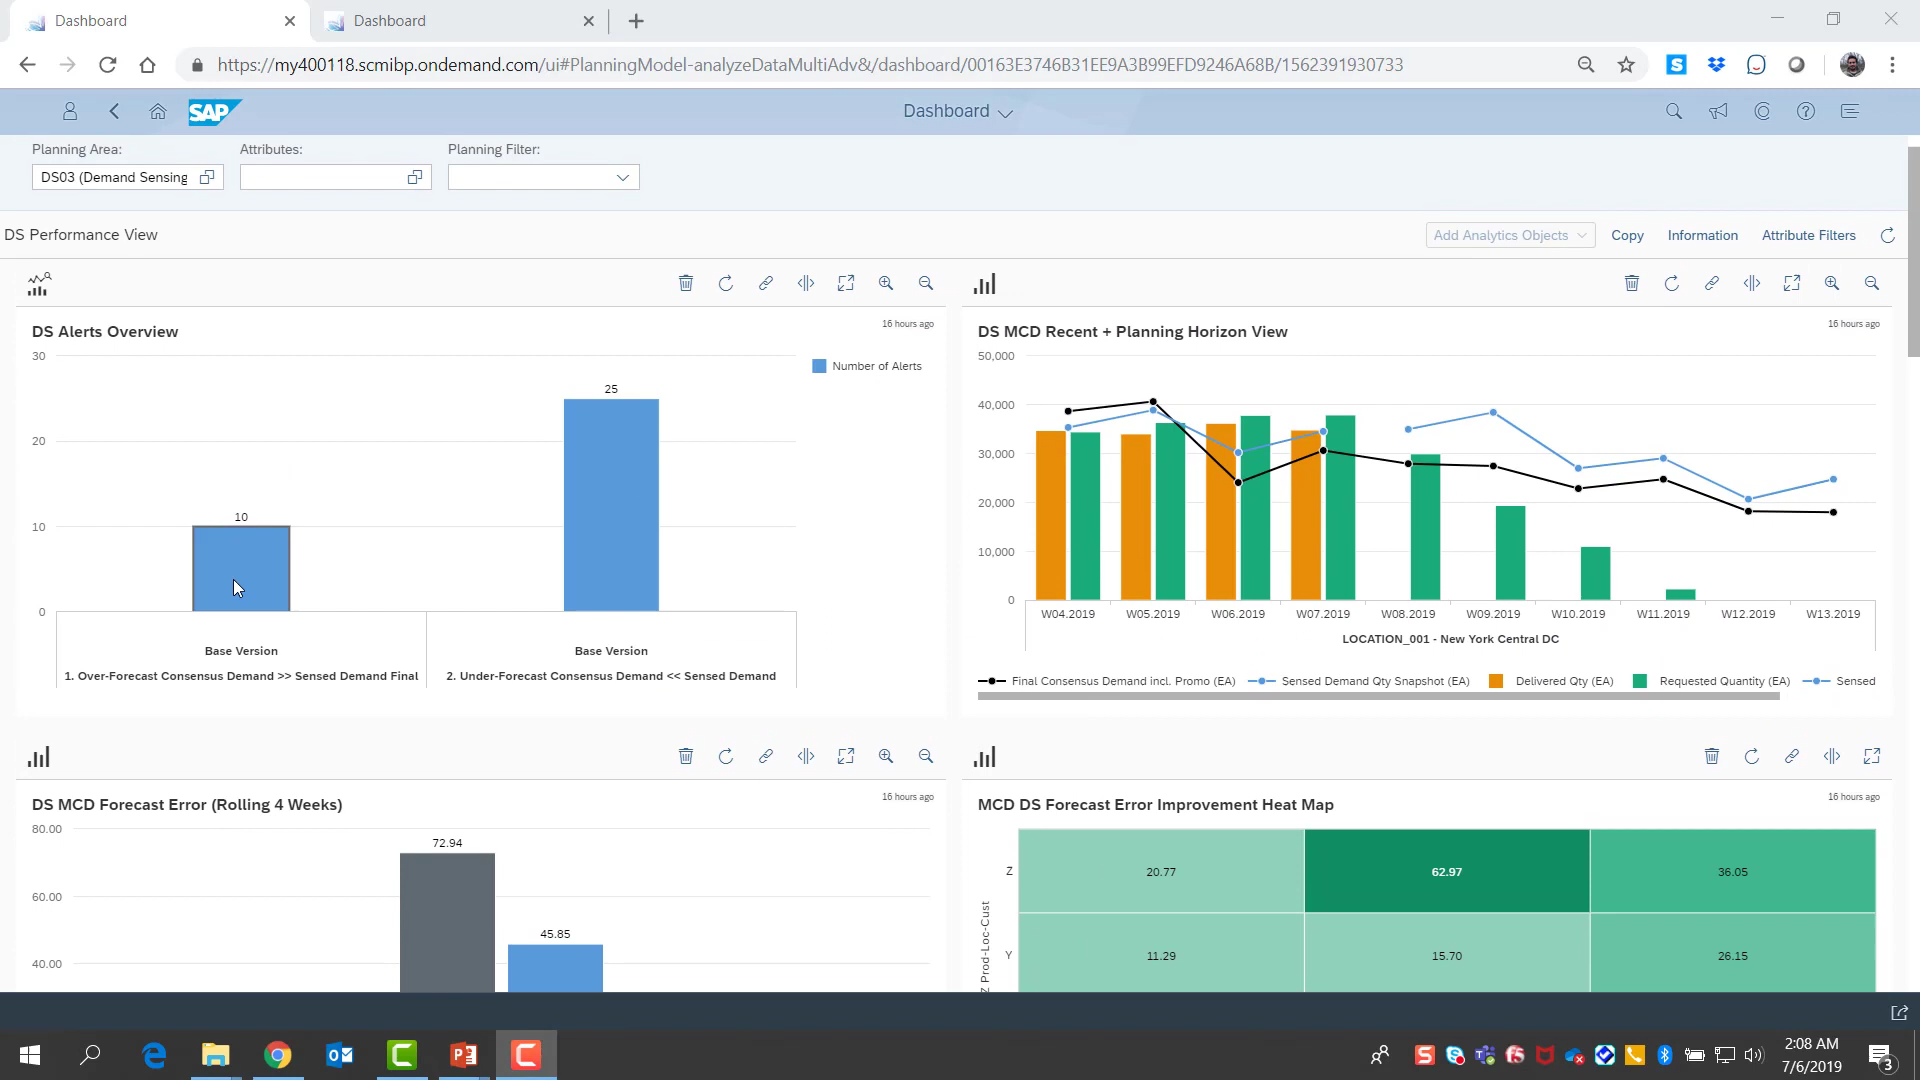 Dashboard
Dashboard
https://my400118.scmibp.ondemand.com/ui#PlanningModel-analyzeDataMultiAdv&/dashboard/00163E3746B31EE9A3B99EFD9246A68B/1562391930733
SAP
Dashboard
Planning Area:
Attributes:
Planning Filter:
DS03 (Demand Sensing
DS Performance View
Add Analytics Objects
Copy
Information
Attribute Filters
DS Alerts Overview
16 hours ago
30
20
10
0
10
25
Number of Alerts
Base Version
Base Version
1. Over-Forecast Consensus Demand >> Sensed Demand Final
2. Under-Forecast Consensus Demand << Sensed Demand
DS MCD Recent + Planning Horizon View
16 hours ago
50,000
40,000
30,000
20,000
10,000
0
W04.2019
W05.2019
W06.2019
W07.2019
W08.2019
W09.2019
W10.2019
W11.2019
W12.2019
W13.2019
LOCATION_001 - New York Central DC
Final Consensus Demand incl. Promo (EA)
Sensed Demand Qty Snapshot (EA)
Delivered Qty (EA)
Requested Quantity (EA)
Sensed
DS MCD Forecast Error (Rolling 4 Weeks)
16 hours ago
80.00
60.00
40.00
72.94
45.85
MCD DS Forecast Error Improvement Heat Map
16 hours ago
Z Prod-Loc-Cust
Z
20.77
62.97
36.05
Y
11.29
15.70
26.15
2:08 AM
7/6/2019
3